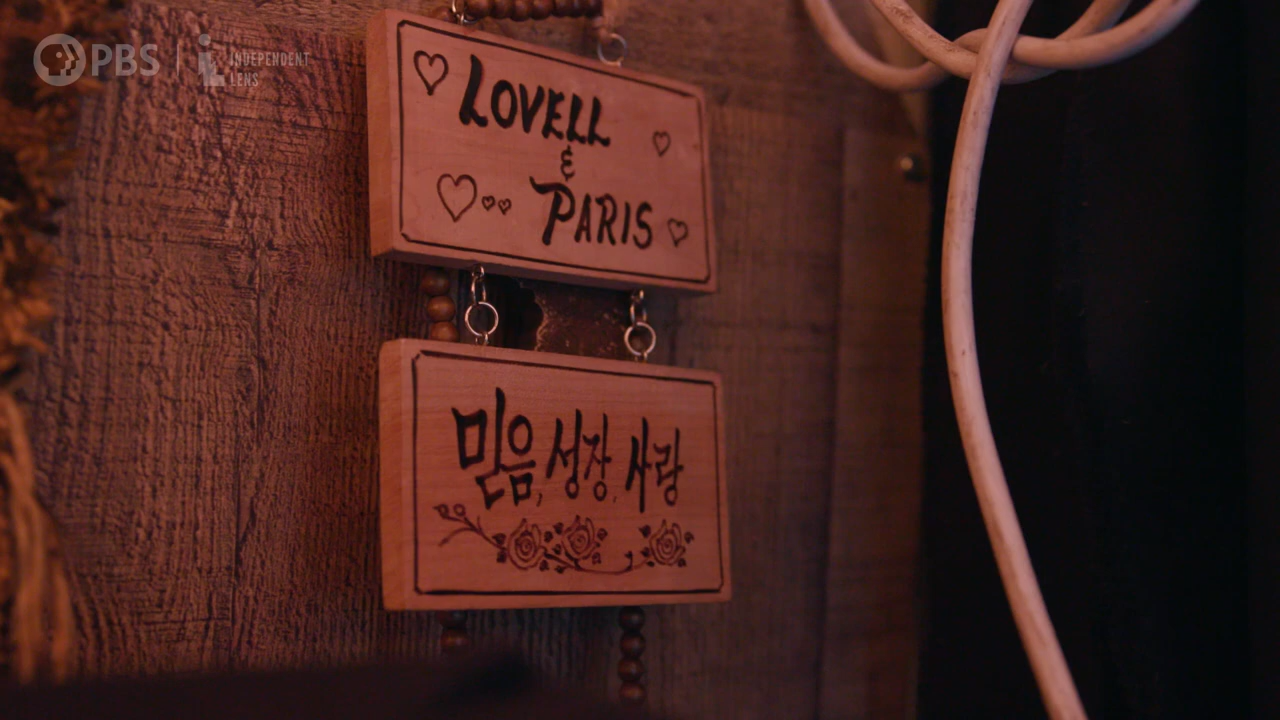 PBS
INDEPENDENT
LENS
LOVELL
&
PARIS
믿음, 성장, 사랑